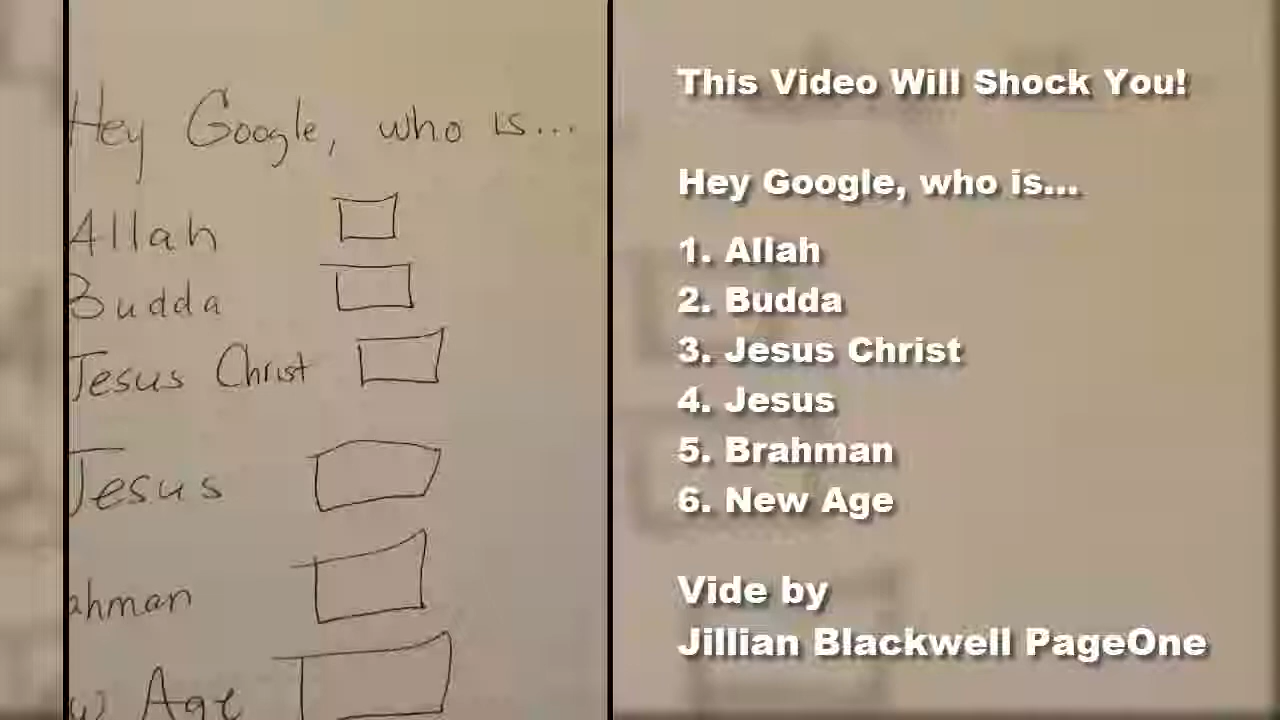 Hey Google, who is...
Allah
Budda
Jesus Christ
Jesus
ahman
w Age
This Video Will Shock You!
Hey Google, who is...
1. Allah
2. Budda
3. Jesus Christ
4. Jesus
5. Brahman
6. New Age
Vide by
Jillian Blackwell PageOne